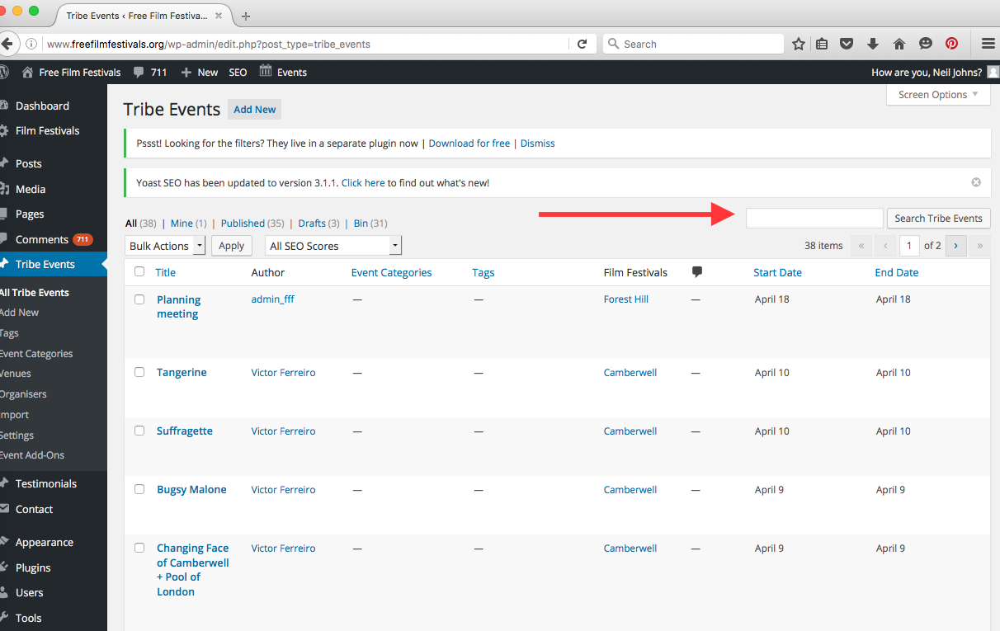 Tribe Events ‹ Free Film Festiva...
www.freefilmfestivals.org/wp-admin/edit.php?post_type=tribe_events
Search
Free Film Festivals 711 New SEO Events How are you, Neil Johns?
Screen Options
Dashboard
Film Festivals
Posts
Media
Pages
Comments 711
Tribe Events
All Tribe Events
Add New
Tags
Event Categories
Venues
Organisers
Import
Settings
Event Add-Ons
Testimonials
Contact
Appearance
Plugins
Users
Tools
Tribe Events Add New
Pssst! Looking for the filters? They live in a separate plugin now | Download for free | Dismiss
Yoast SEO has been updated to version 3.1.1. Click here to find out what's new!
All (38) | Mine (1) | Published (35) | Drafts (3) | Bin (31)
Search Tribe Events
Bulk Actions Apply All SEO Scores 38 items « ‹ 1 of 2 › »
Title Author Event Categories Tags Film Festivals Start Date End Date
Planning meeting admin_fff — — Forest Hill — April 18 April 18
Tangerine Victor Ferreiro — — Camberwell — April 10 April 10
Suffragette Victor Ferreiro — — Camberwell — April 10 April 10
Bugsy Malone Victor Ferreiro — — Camberwell — April 9 April 9
Changing Face Victor Ferreiro — — Camberwell — April 9 April 9
of Camberwell
+ Pool of
London